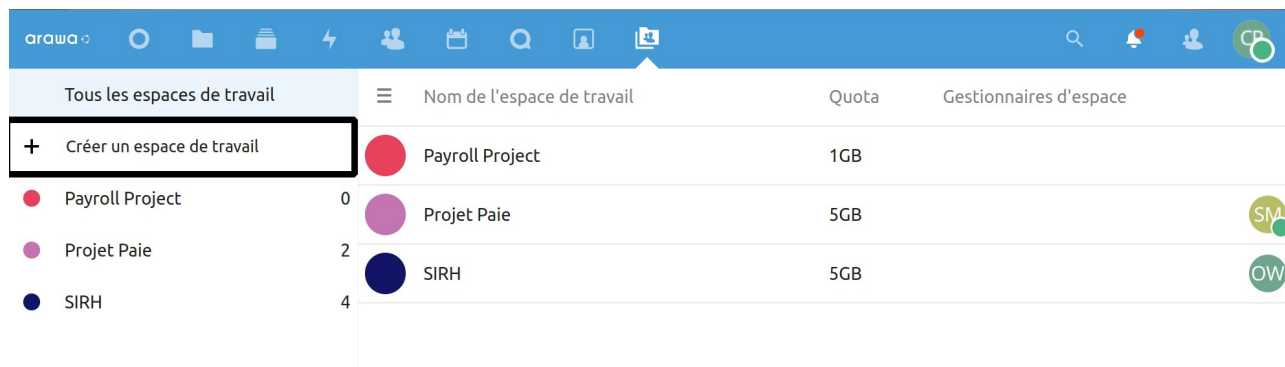 arawa
CP
Tous les espaces de travail
Nom de l'espace de travail Quota Gestionnaires d'espace
+ Créer un espace de travail
Payroll Project 0
Projet Paie 2
SIRH 4
Payroll Project 1GB
Projet Paie 5GB SM
SIRH 5GB OW